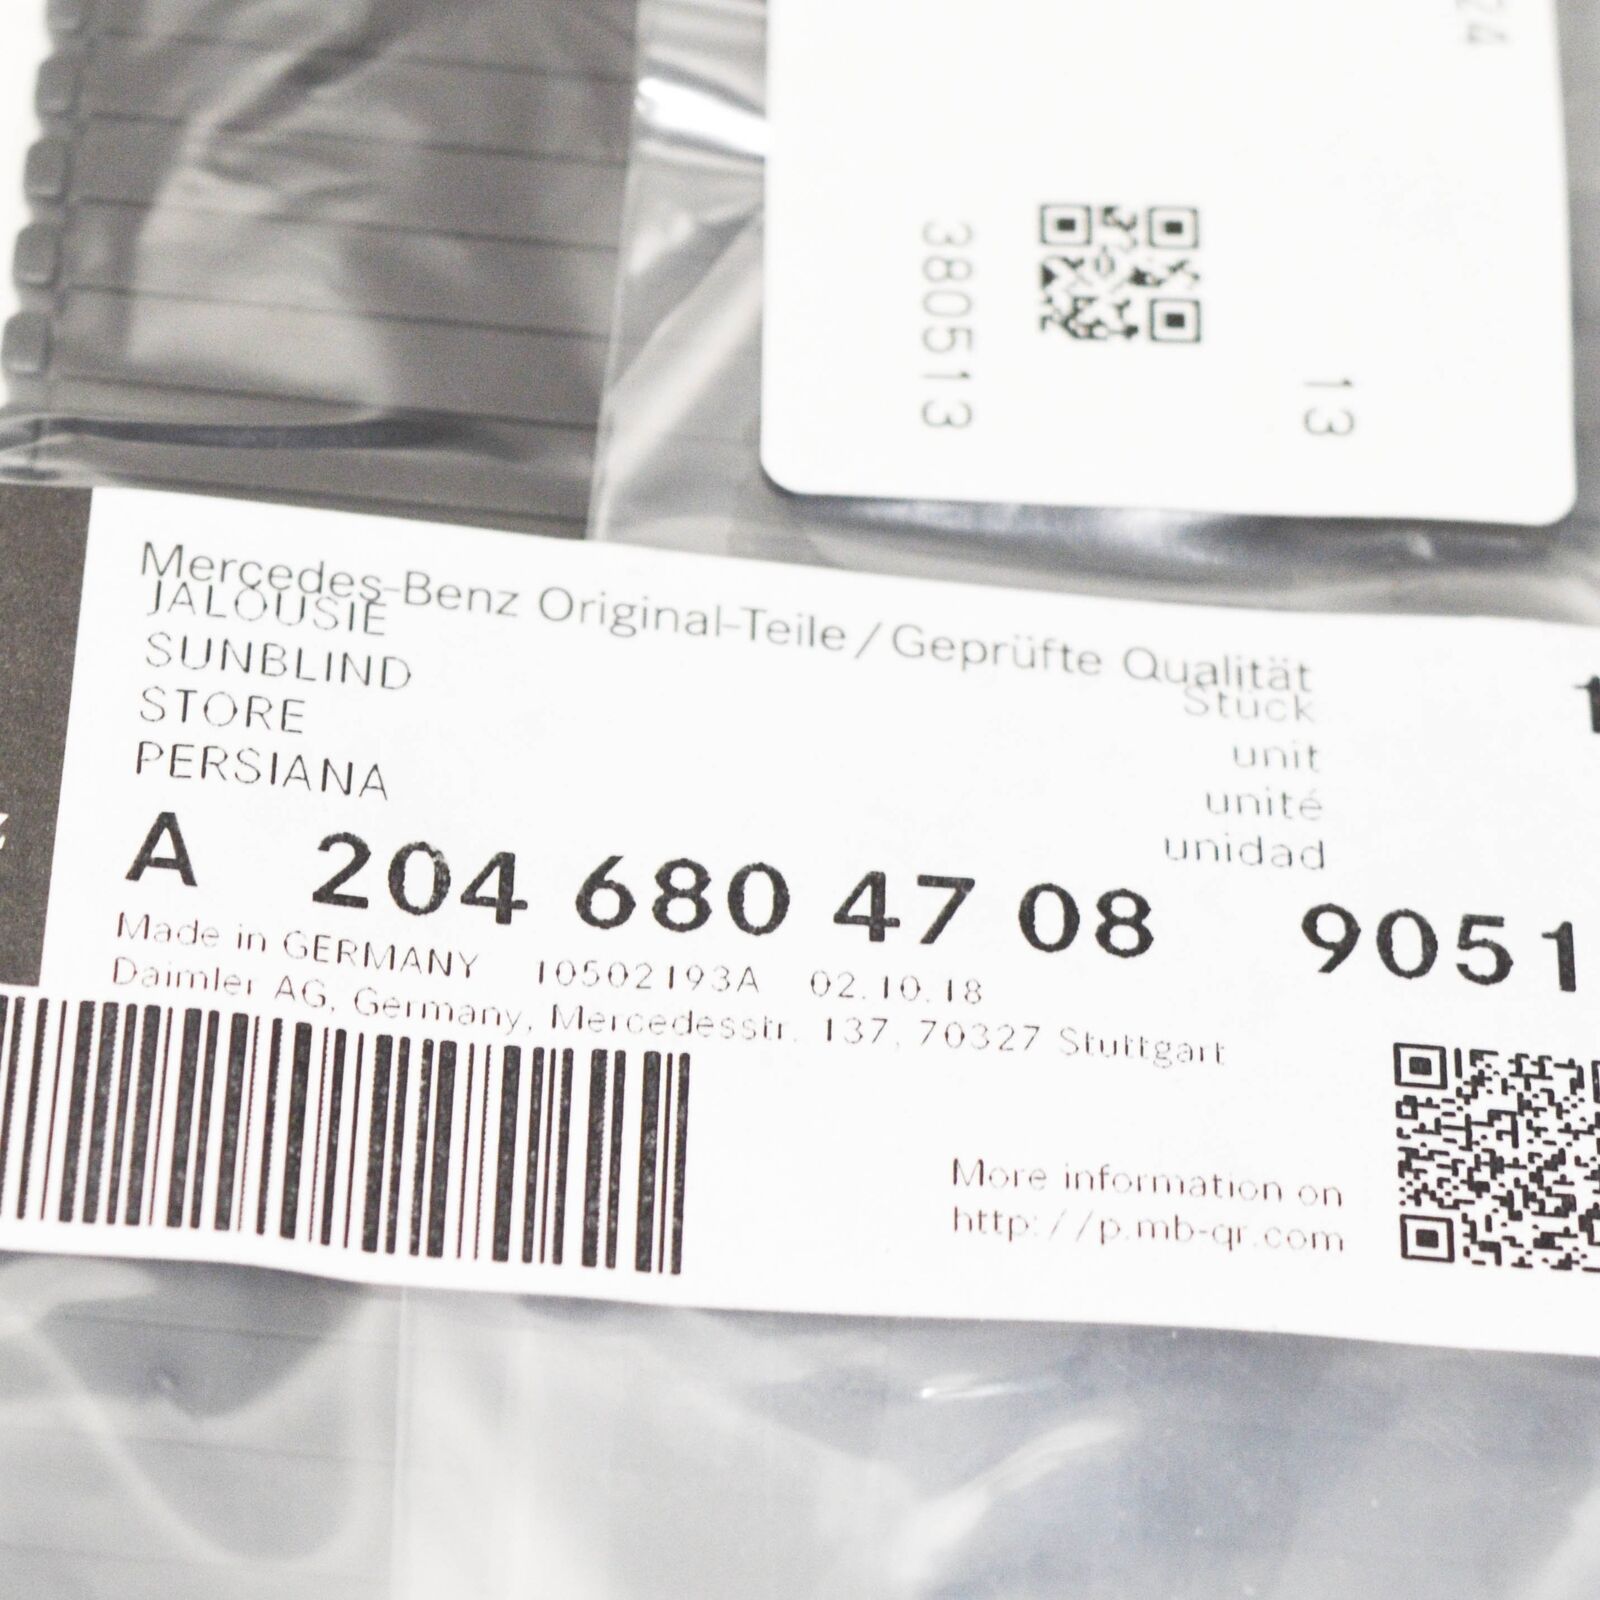 24
380513
13
Mercedes-Benz Original-Teile / Geprüfte Qualität
JALOUSIE
SUNBLIND
STORE
PERSIANA
Stück
unit
unité
unidad
1
A 204 680 47 08 9051
Made in GERMANY 10502193A 02.10.18
Daimler AG, Germany, Mercedesstr. 137, 70327 Stuttgart
More information on
http://p.mb-qr.com